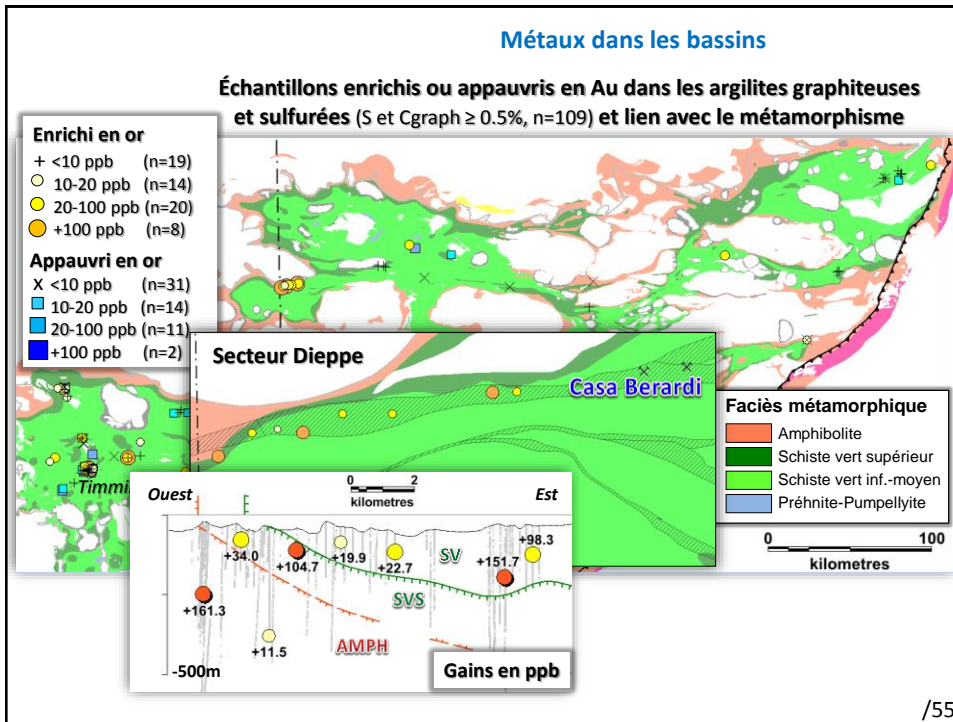 Métaux dans les bassins
Échantillons enrichis ou appauvris en Au dans les argilites graphiteuses
et sulfurées (S et Cgraph ≥ 0.5%, n=109) et lien avec le métamorphisme
Enrichi en or
<10 ppb (n=19)
10-20 ppb (n=14)
20-100 ppb (n=20)
+100 ppb (n=8)
Appauvri en or
<10 ppb (n=31)
10-20 ppb (n=14)
20-100 ppb (n=11)
+100 ppb (n=2)
Secteur Dieppe
Casa Berardi
Faciès métamorphique
Amphibolite
Schiste vert supérieur
Schiste vert inf.-moyen
Préhnite-Pumpellyite
0 100
kilometres
Ouest
0 2
kilometres
Est
+34.0
+104.7
+19.9
+22.7
SV
+151.7
+98.3
SVS
+161.3
+11.5
AMPH
-500m
Gains en ppb
/55